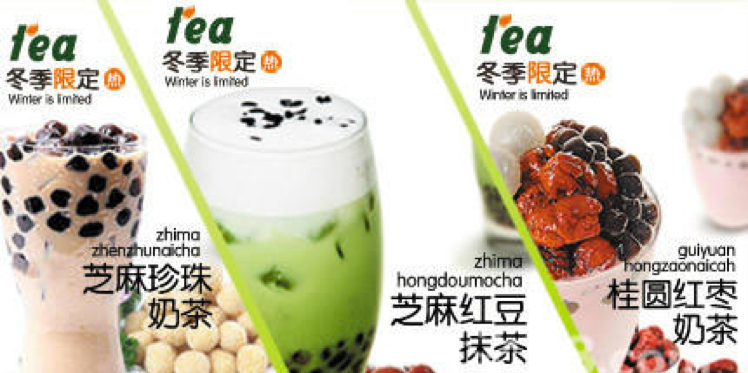 tea
冬季限定 热
Winter is limited
zhima
zhenzhunaicha
芝麻珍珠
奶茶
tea
冬季限定 热
Winter is limited
zhima
hongdoumocha
芝麻红豆
抹茶
tea
冬季限定 热
Winter is limited
guiyuan
hongzaonaicah
桂圆红枣
奶茶